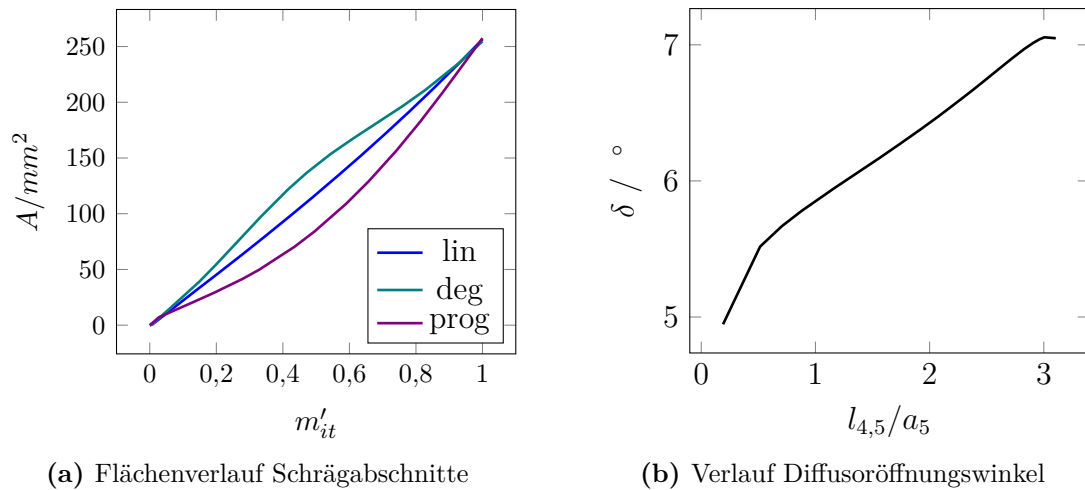 250
200
150
100
50
0
A/mm²
0
0,2
0,4
0,6
0,8
1
m′it
lin
deg
prog
(a) Flächenverlauf Schrägabschnitte
7
6
5
δ / °
0
1
2
3
l4,5/a5
(b) Verlauf Diffusoröffnungswinkel